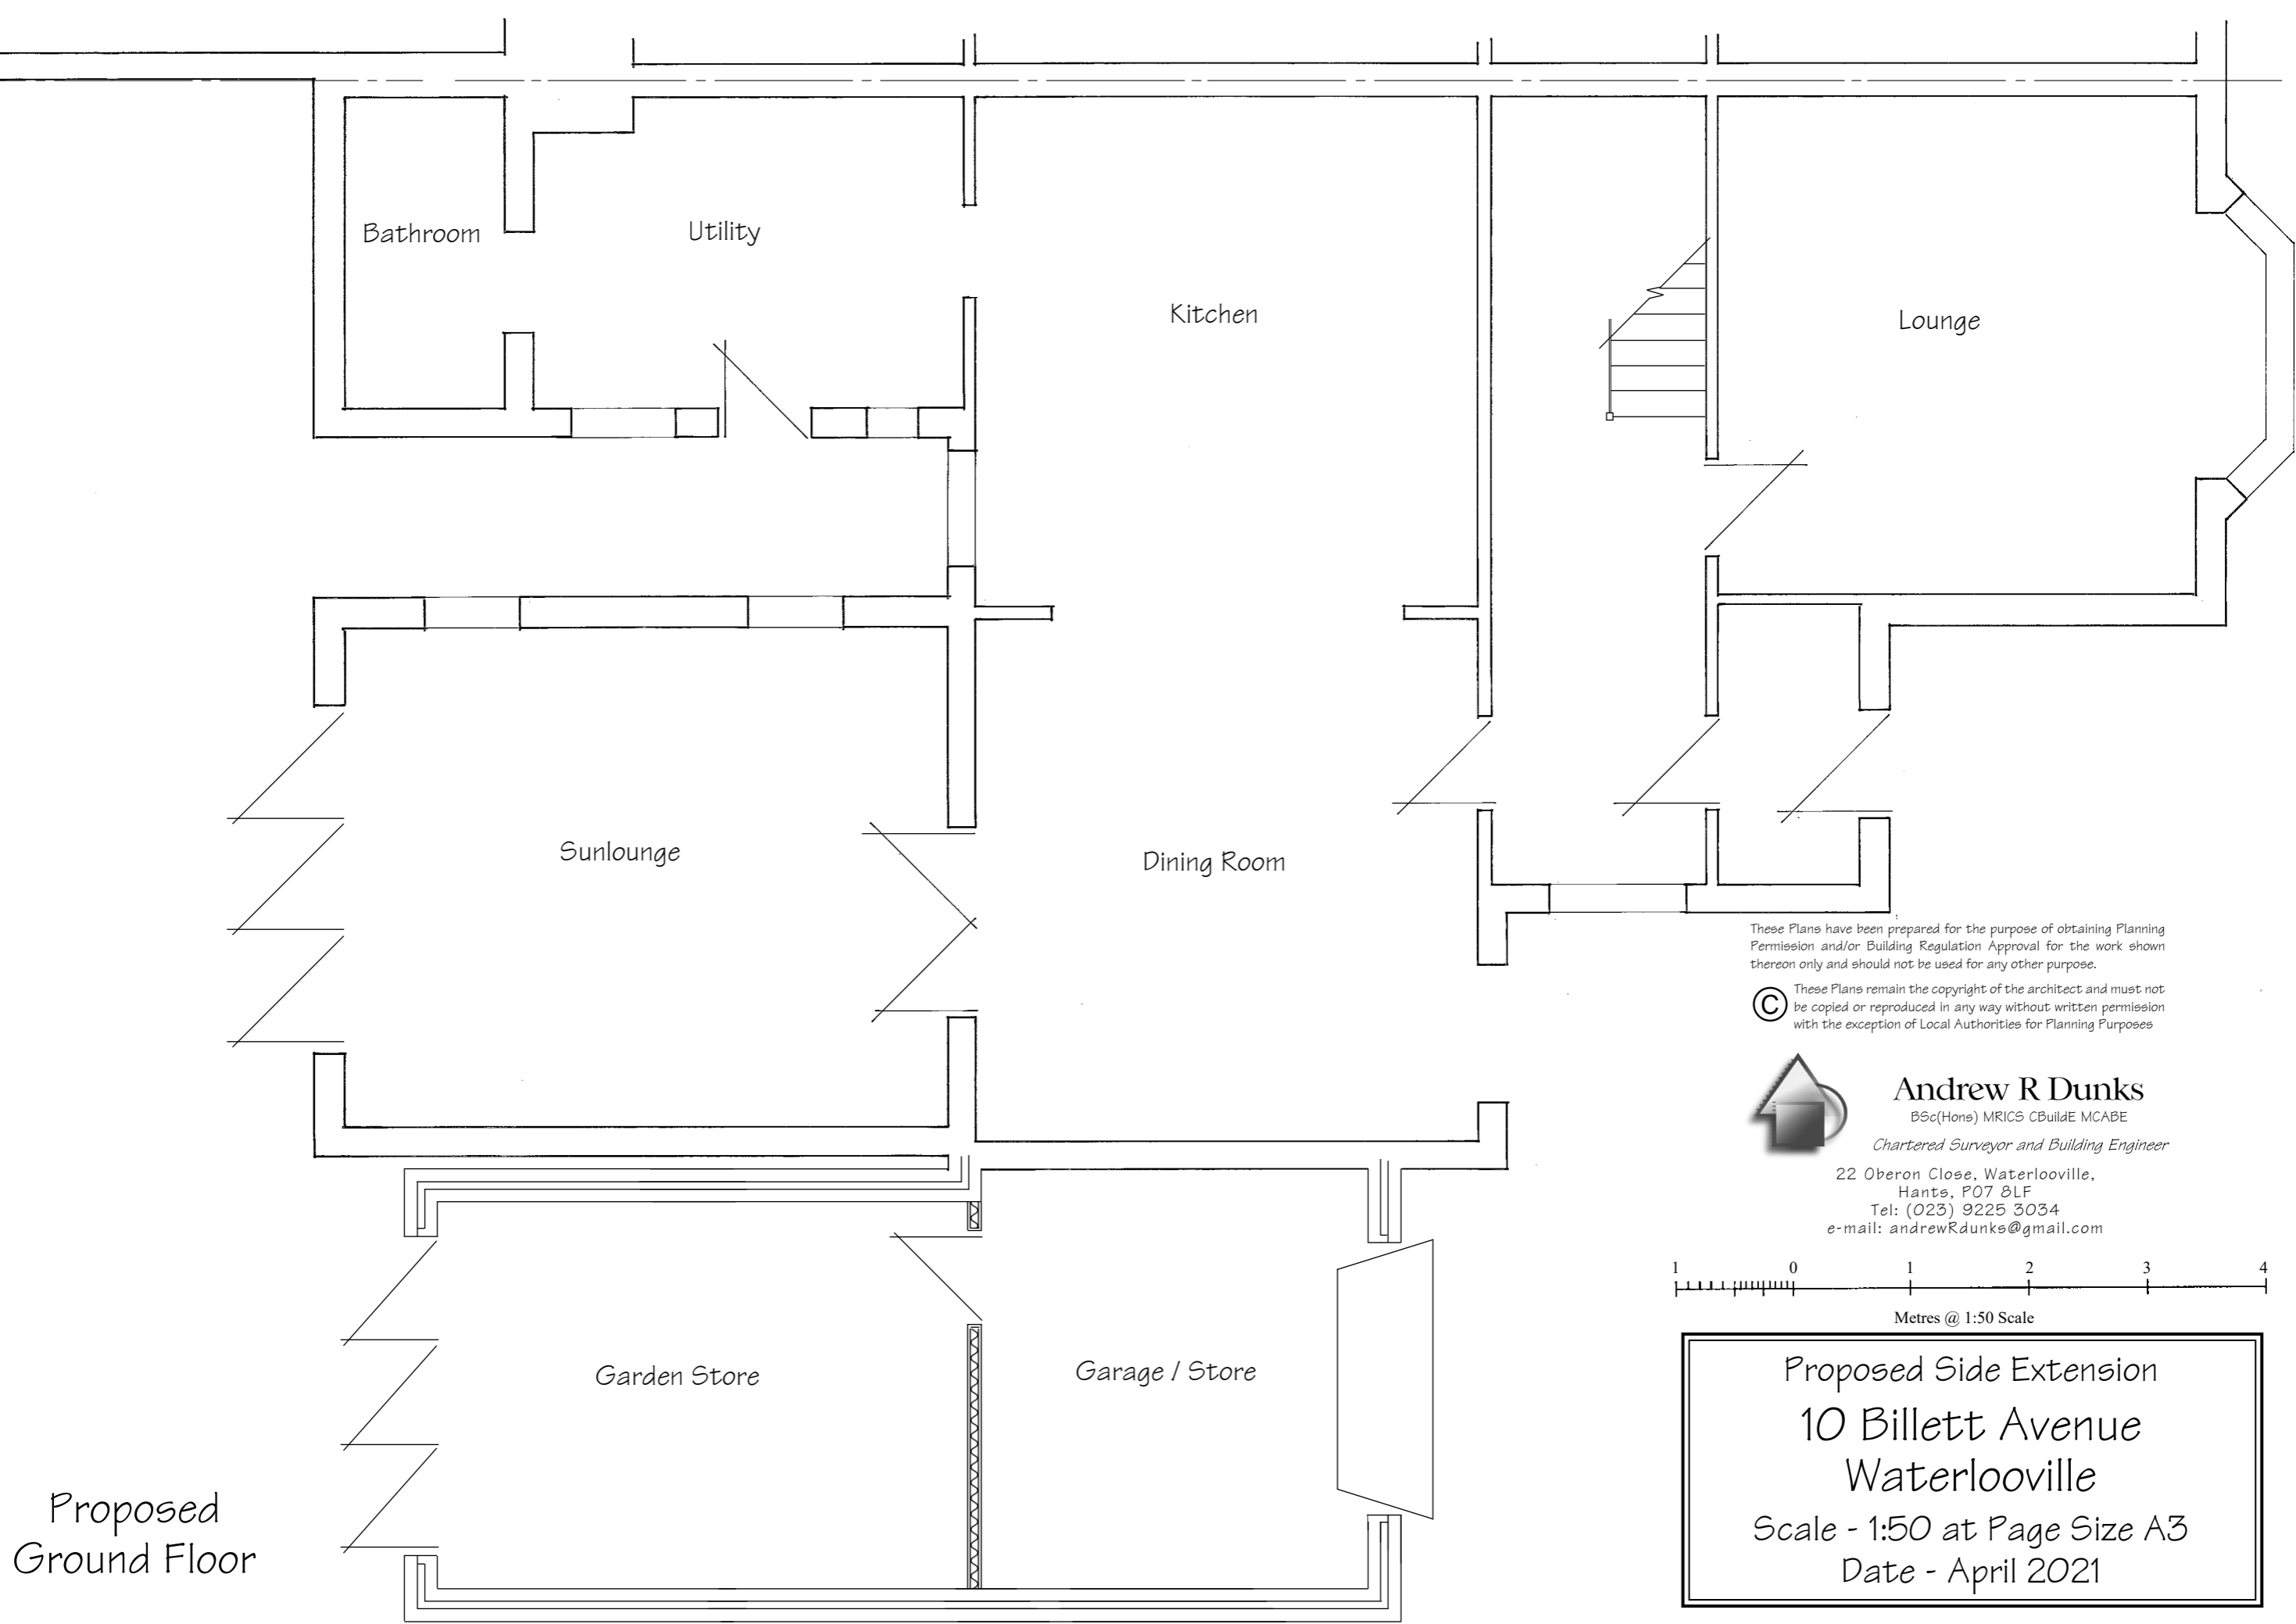 Bathroom
Utility
Kitchen
Lounge
Sunlounge
Dining Room
These Plans have been prepared for the purpose of obtaining Planning
Permission and/or Building Regulation Approval for the work shown
thereon only and should not be used for any other purpose.
© These Plans remain the copyright of the architect and must not
be copied or reproduced in any way without written permission
with the exception of Local Authorities for Planning Purposes
Andrew R Dunks
BSc(Hons) MRICS CBuildE MCABE
Chartered Surveyor and Building Engineer
22 Oberon Close, Waterlooville,
Hants, PO7 8LF
Tel: (023) 9225 3034
e-mail: andrewRdunks@gmail.com
1 0 1 2 3 4
Metres @ 1:50 Scale
Garden Store
Garage / Store
Proposed
Ground Floor
Proposed Side Extension
10 Billett Avenue
Waterlooville
Scale - 1:50 at Page Size A3
Date - April 2021